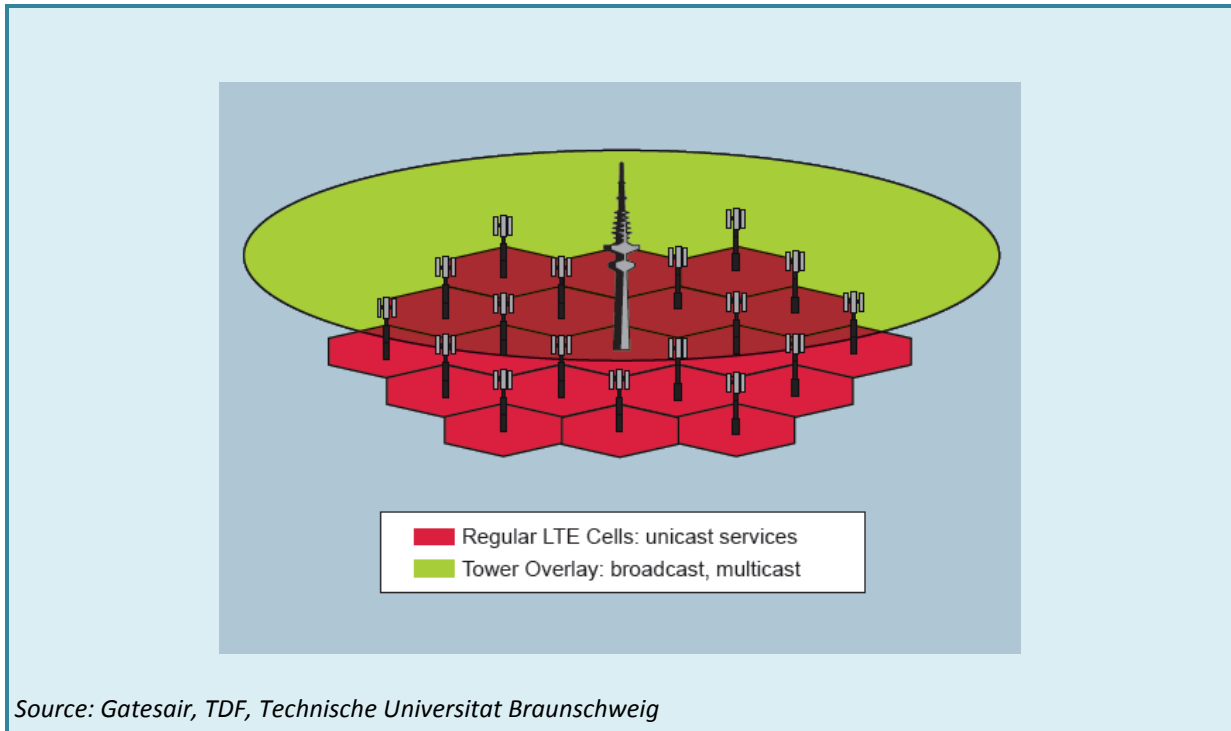 Regular LTE Cells: unicast services
Tower Overlay: broadcast, multicast
Source: Gatesair, TDF, Technische Universitat Braunschweig